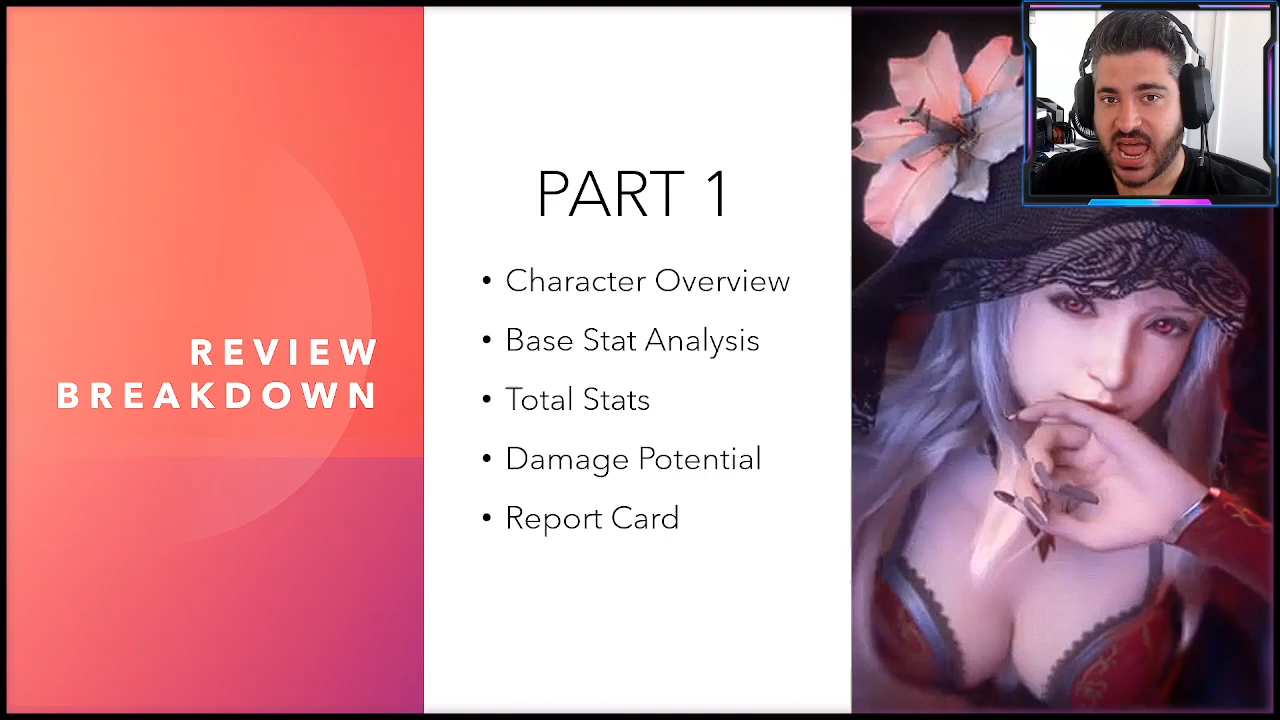 REVIEW
BREAKDOWN
PART 1
• Character Overview
• Base Stat Analysis
• Total Stats
• Damage Potential
• Report Card